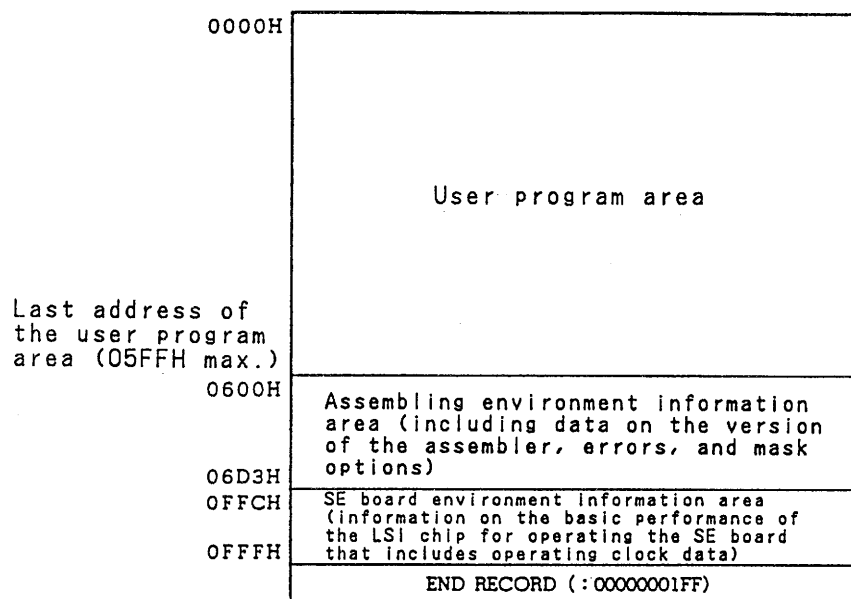 0000H
User program area
Last address of
the user program
area (05FFH max.)
0600H
Assembling environment information
area (including data on the version
of the assembler, errors, and mask
options)
06D3H
0FFCH
SE board environment information area
(information on the basic performance of
the LSI chip for operating the SE board
that includes operating clock data)
0FFFH
END RECORD (:00000001FF)